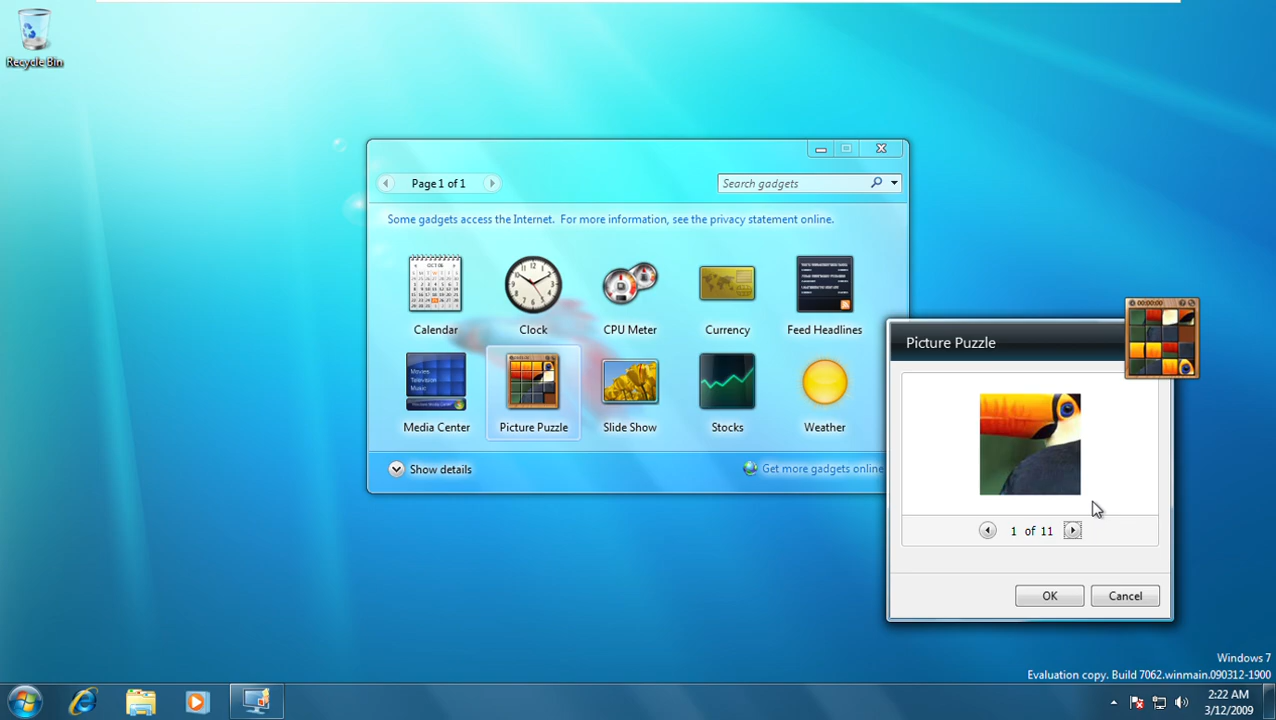 Recycle Bin
Page 1 of 1
Search gadgets
Some gadgets access the Internet. For more information, see the privacy statement online.
Calendar
Clock
CPU Meter
Currency
Feed Headlines
Media Center
Picture Puzzle
Slide Show
Stocks
Weather
Show details
Get more gadgets online
00:00:00
Picture Puzzle
1 of 11
OK
Cancel
Windows 7
Evaluation copy. Build 7062.winmain.090312-1900
2:22 AM
3/12/2009